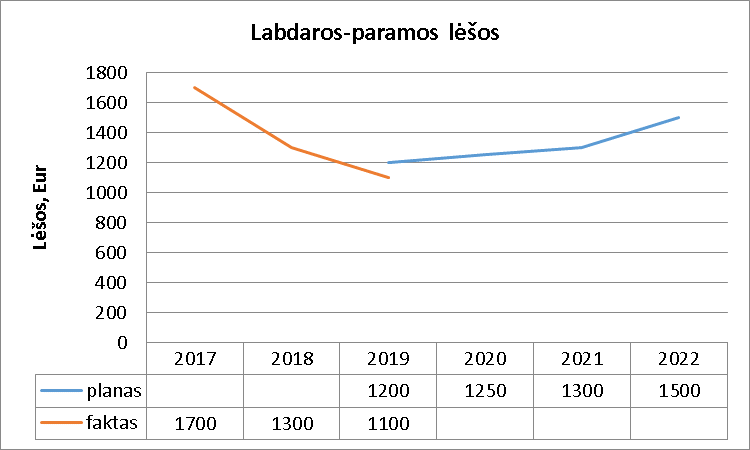 Labdaros-paramos lėšos
Lėšos, Eur
1800
1600
1400
1200
1000
800
600
400
200
0
2017 2018 2019 2020 2021 2022
planas 1200 1250 1300 1500
faktas 1700 1300 1100